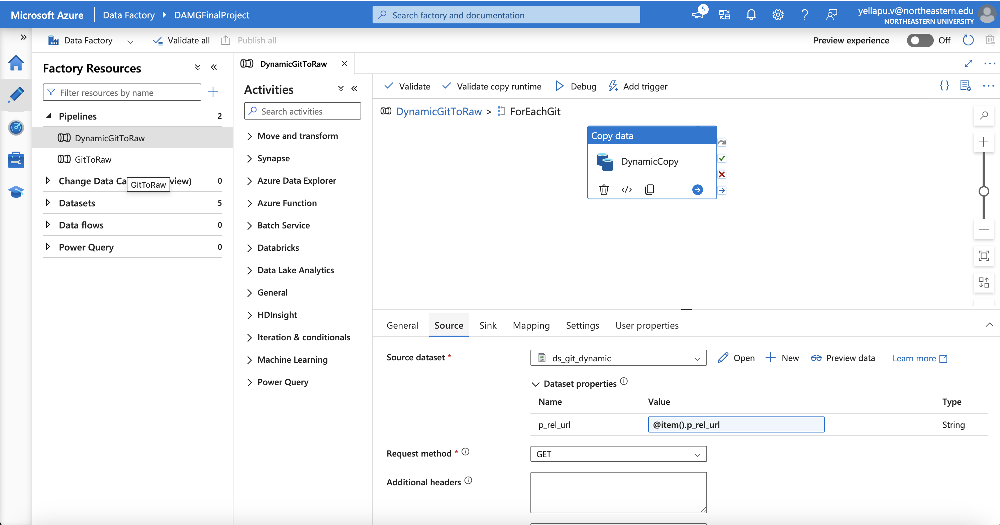 Microsoft Azure
Data Factory
DAMGFinalProject
Search factory and documentation
5
yellapu.v@northeastern.edu
NORTHEASTERN UNIVERSITY
Data Factory
Validate all
Publish all
Preview experience
Off
Factory Resources
Filter resources by name
Pipelines
2
DynamicGitToRaw
GitToRaw
Change Data Ca
view)
0
GitToRaw
Datasets
5
Data flows
0
Power Query
0
DynamicGitToRaw
Activities
Search activities
Move and transform
Synapse
Azure Data Explorer
Azure Function
Batch Service
Databricks
Data Lake Analytics
General
HDInsight
Iteration & conditionals
Machine Learning
Power Query
Validate
Validate copy runtime
Debug
Add trigger
DynamicGitToRaw > ForEachGit
Copy data
DynamicCopy
General
Source
Sink
Mapping
Settings
User properties
Source dataset *
ds_git_dynamic
Open
New
Preview data
Learn more
Dataset properties
Name
Value
Type
p_rel_url
@item().p_rel_url
String
Request method *
GET
Additional headers